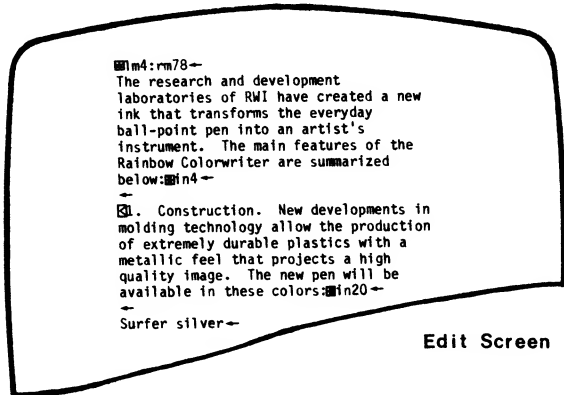 ▦lm4:rm78←
The research and development
laboratories of RWI have created a new
ink that transforms the everyday
ball-point pen into an artist's
instrument.  The main features of the
Rainbow Colorwriter are summarized
below:▦in4←
←
◁1.  Construction.  New developments in
molding technology allow the production
of extremely durable plastics with a
metallic feel that projects a high
quality image.  The new pen will be
available in these colors:▦in20←
←
Surfer silver←
Edit Screen